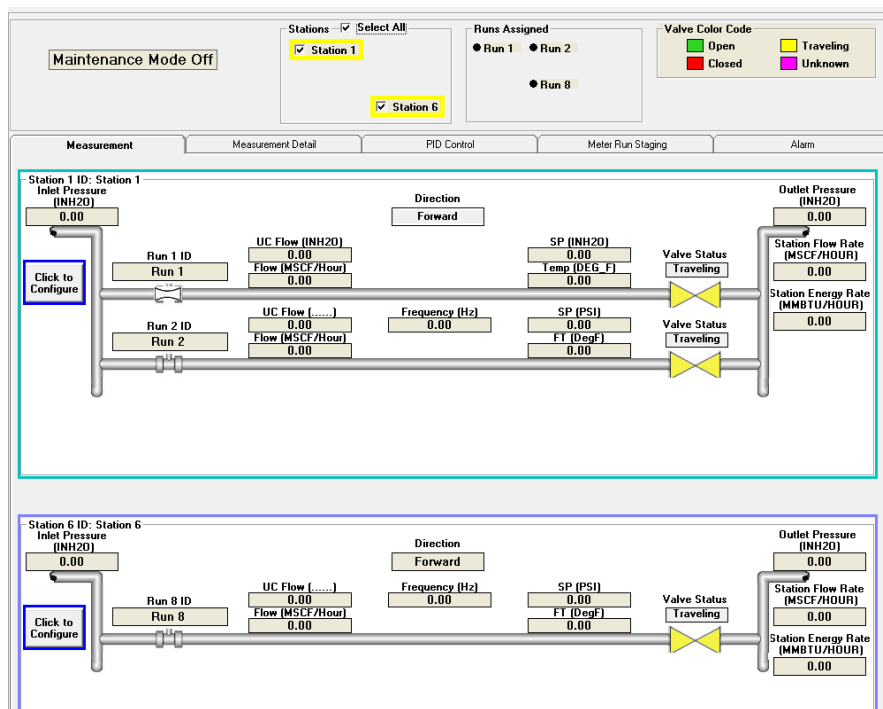 Maintenance Mode Off
Stations Select All
Station 1
Station 6
Runs Assigned
Run 1 Run 2
Run 8
Valve Color Code
Open Traveling
Closed Unknown
Measurement Measurement Detail PID Control Meter Run Staging Alarm
Station 1 ID: Station 1
Inlet Pressure
(INH2O)
0.00
Click to
Configure
Direction
Forward
Outlet Pressure
(INH2O)
0.00
Station Flow Rate
(MSCF/HOUR)
0.00
Station Energy Rate
(MMBTU/HOUR)
0.00
Run 1 ID
Run 1
UC Flow (INH2O)
0.00
Flow (MSCF/Hour)
0.00
SP (INH2O)
0.00
Temp (DEG_F)
0.00
Valve Status
Traveling
Run 2 ID
Run 2
UC Flow (......)
0.00
Flow (MSCF/Hour)
0.00
Frequency (Hz)
0.00
SP (PSI)
0.00
FT (DegF)
0.00
Valve Status
Traveling
Station 6 ID: Station 6
Inlet Pressure
(INH2O)
0.00
Click to
Configure
Direction
Forward
Outlet Pressure
(INH2O)
0.00
Station Flow Rate
(MSCF/HOUR)
0.00
Station Energy Rate
(MMBTU/HOUR)
0.00
Run 8 ID
Run 8
UC Flow (......)
0.00
Flow (MSCF/Hour)
0.00
Frequency (Hz)
0.00
SP (PSI)
0.00
FT (DegF)
0.00
Valve Status
Traveling